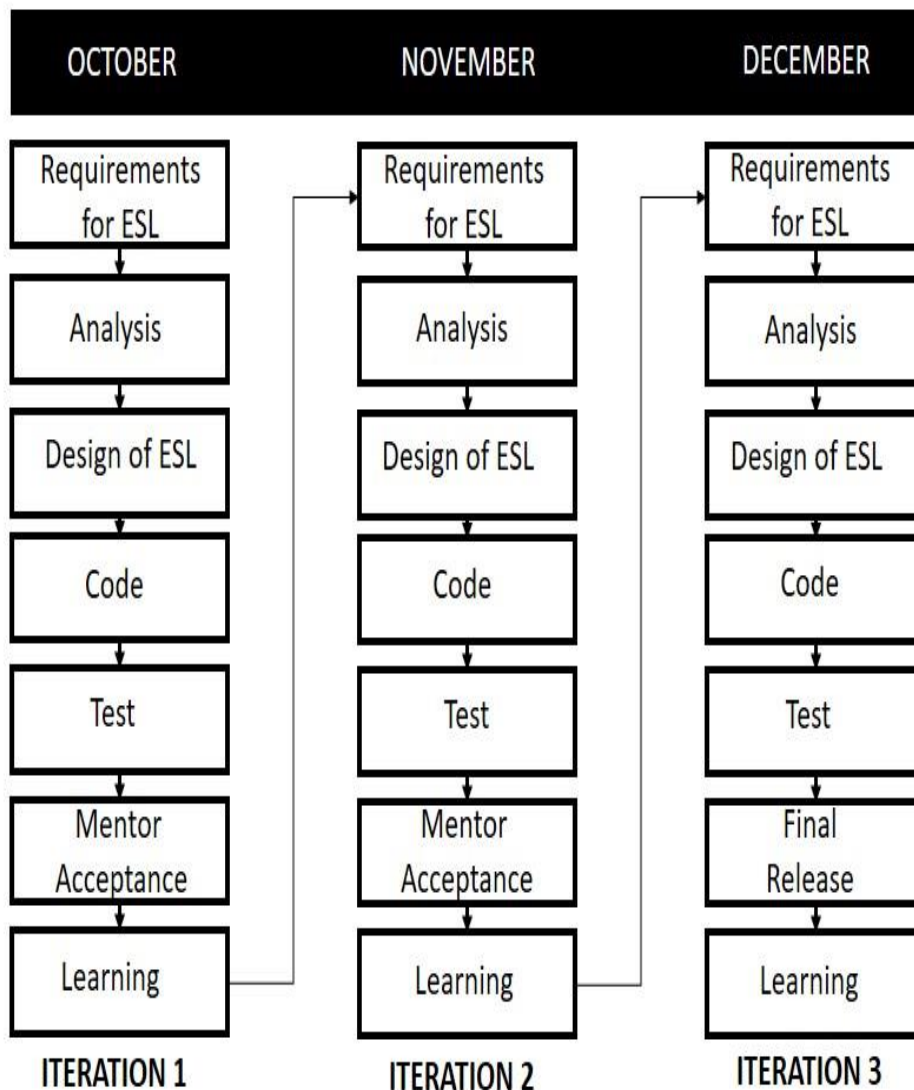 OCTOBER
NOVEMBER
DECEMBER
Requirements
for ESL
Analysis
Design of ESL
Code
Test
Mentor
Acceptance
Learning
ITERATION 1
Requirements
for ESL
Analysis
Design of ESL
Code
Test
Mentor
Acceptance
Learning
ITERATION 2
Requirements
for ESL
Analysis
Design of ESL
Code
Test
Final
Release
Learning
ITERATION 3